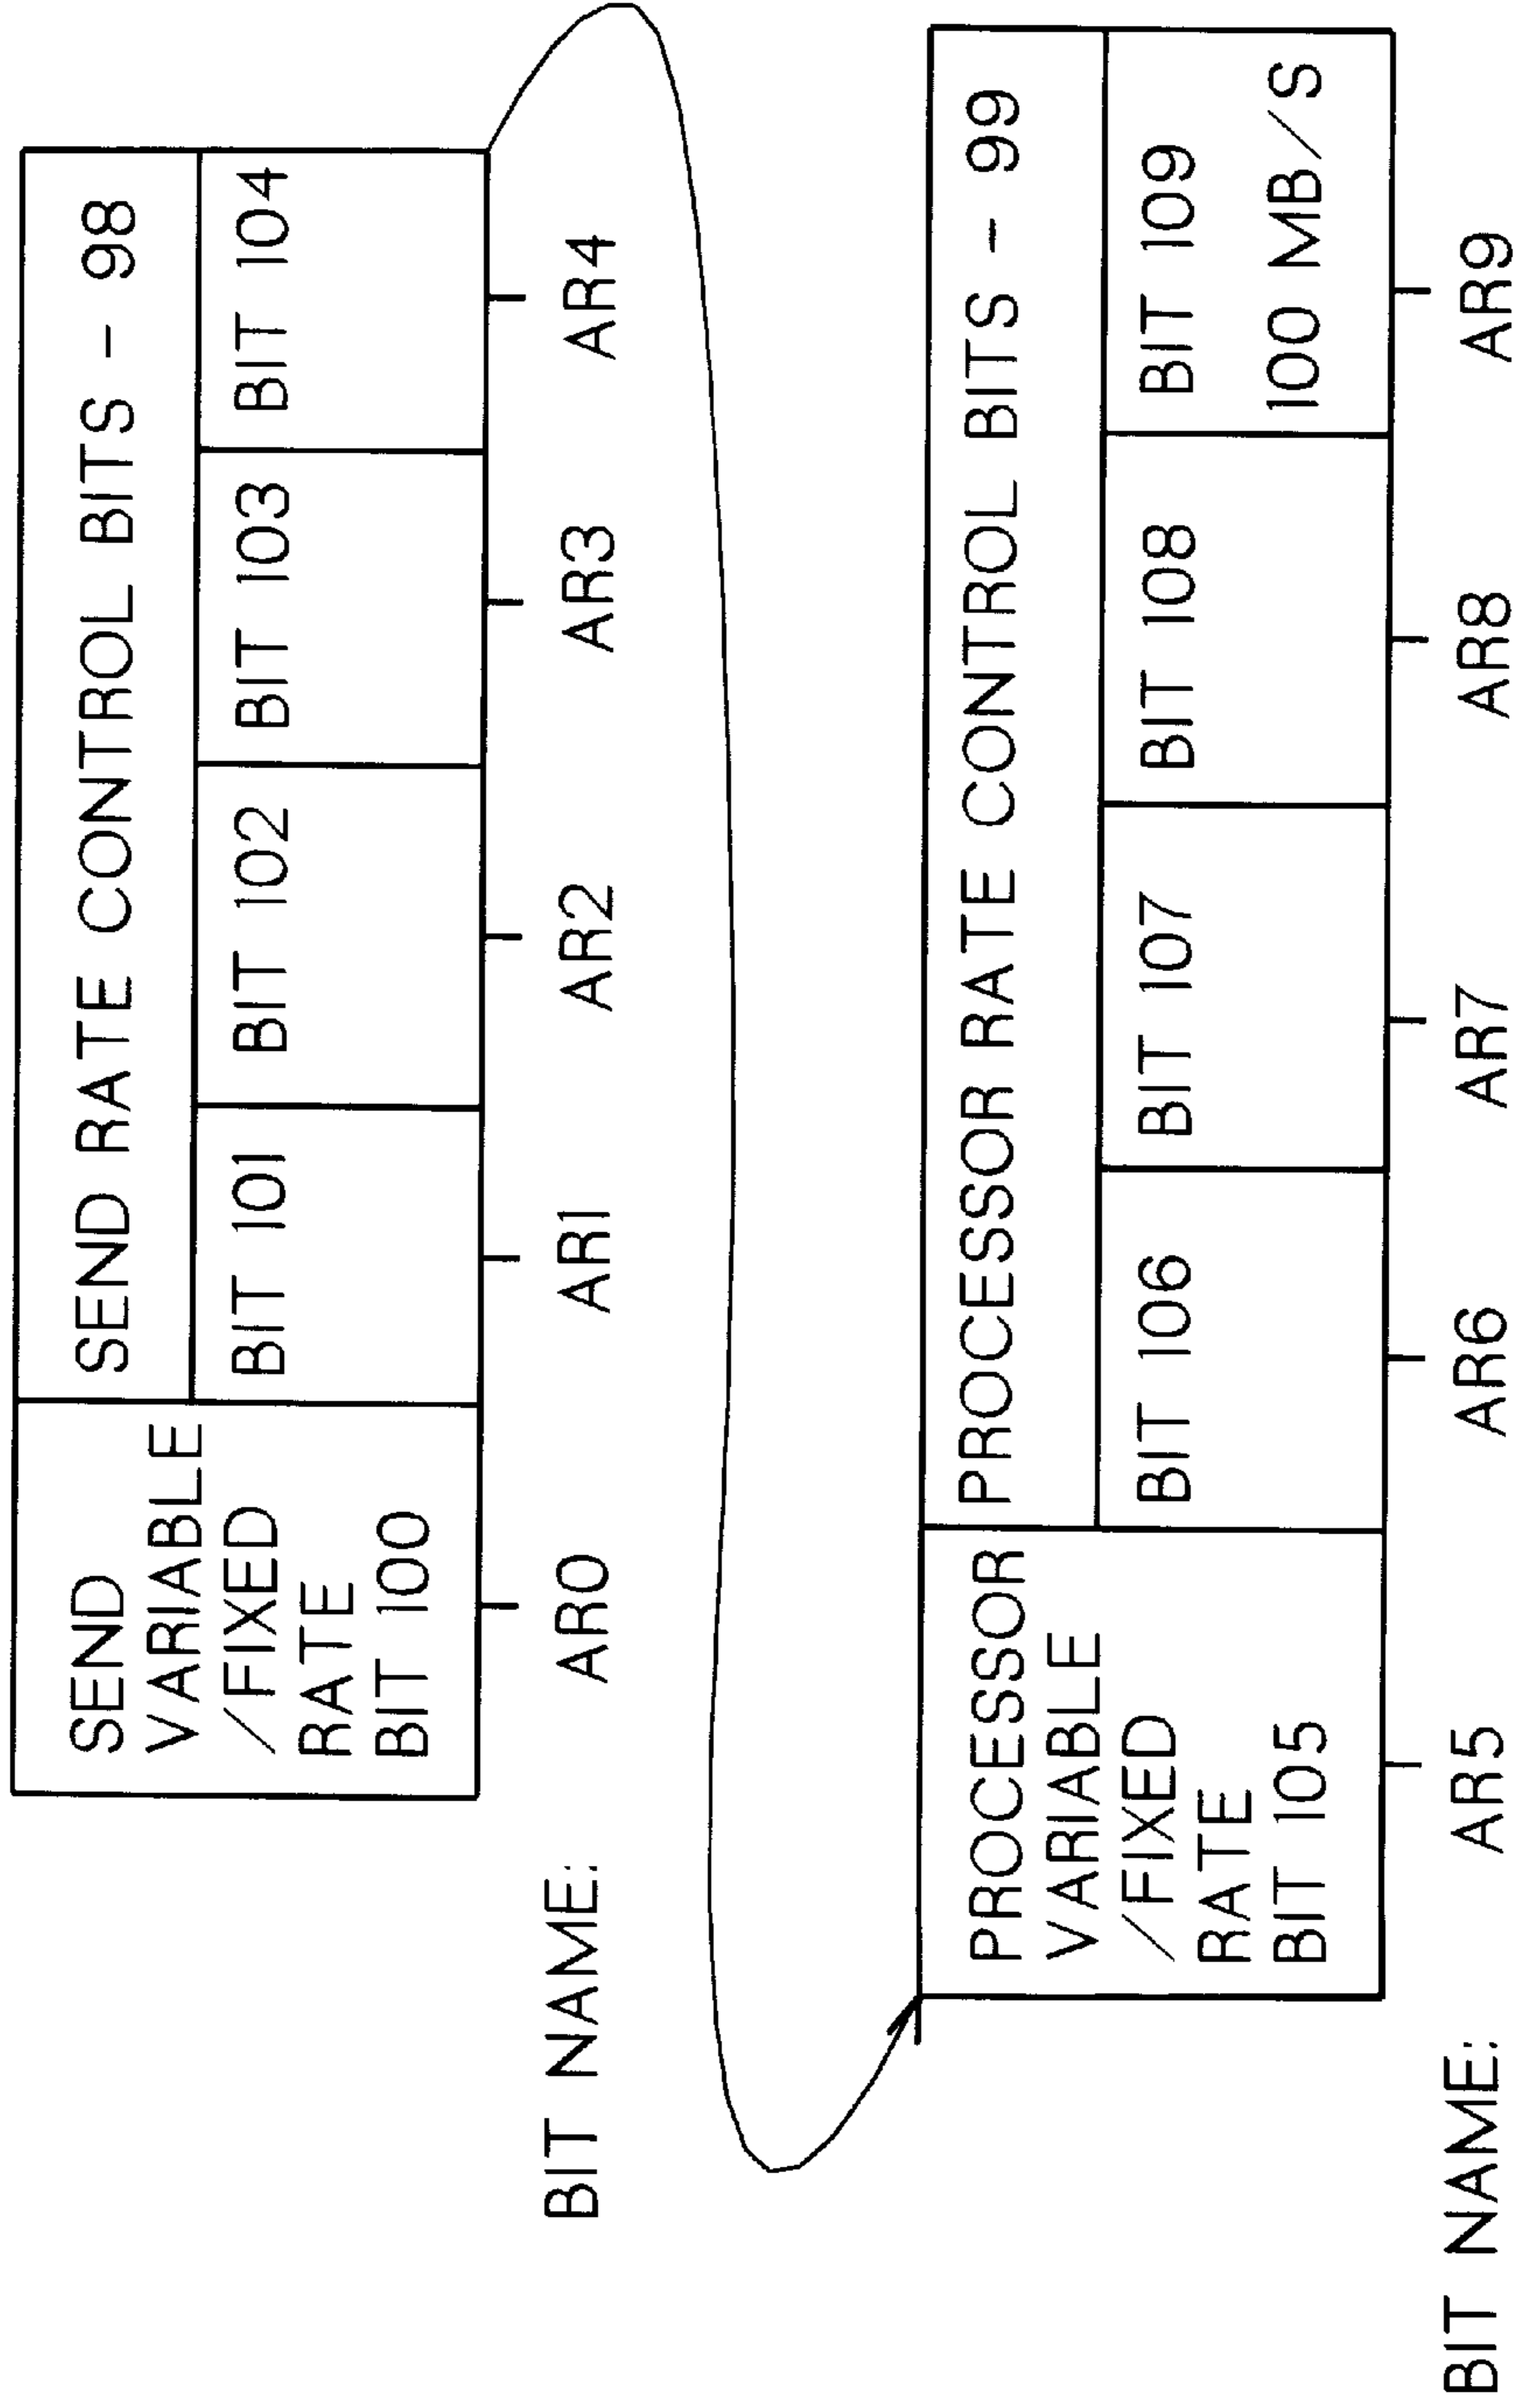 SEND
VARIABLE
/FIXED
RATE
BIT 100
SEND RATE CONTROL BITS - 98
BIT 101
BIT 102
BIT 103
BIT 104
BIT NAME:
AR0
AR1
AR2
AR3
AR4
PROCESSOR
VARIABLE
/FIXED
RATE
BIT 105
PROCESSOR RATE CONTROL BITS - 99
BIT 106
BIT 107
BIT 108
BIT 109
100 MB/S
BIT NAME:
AR5
AR6
AR7
AR8
AR9